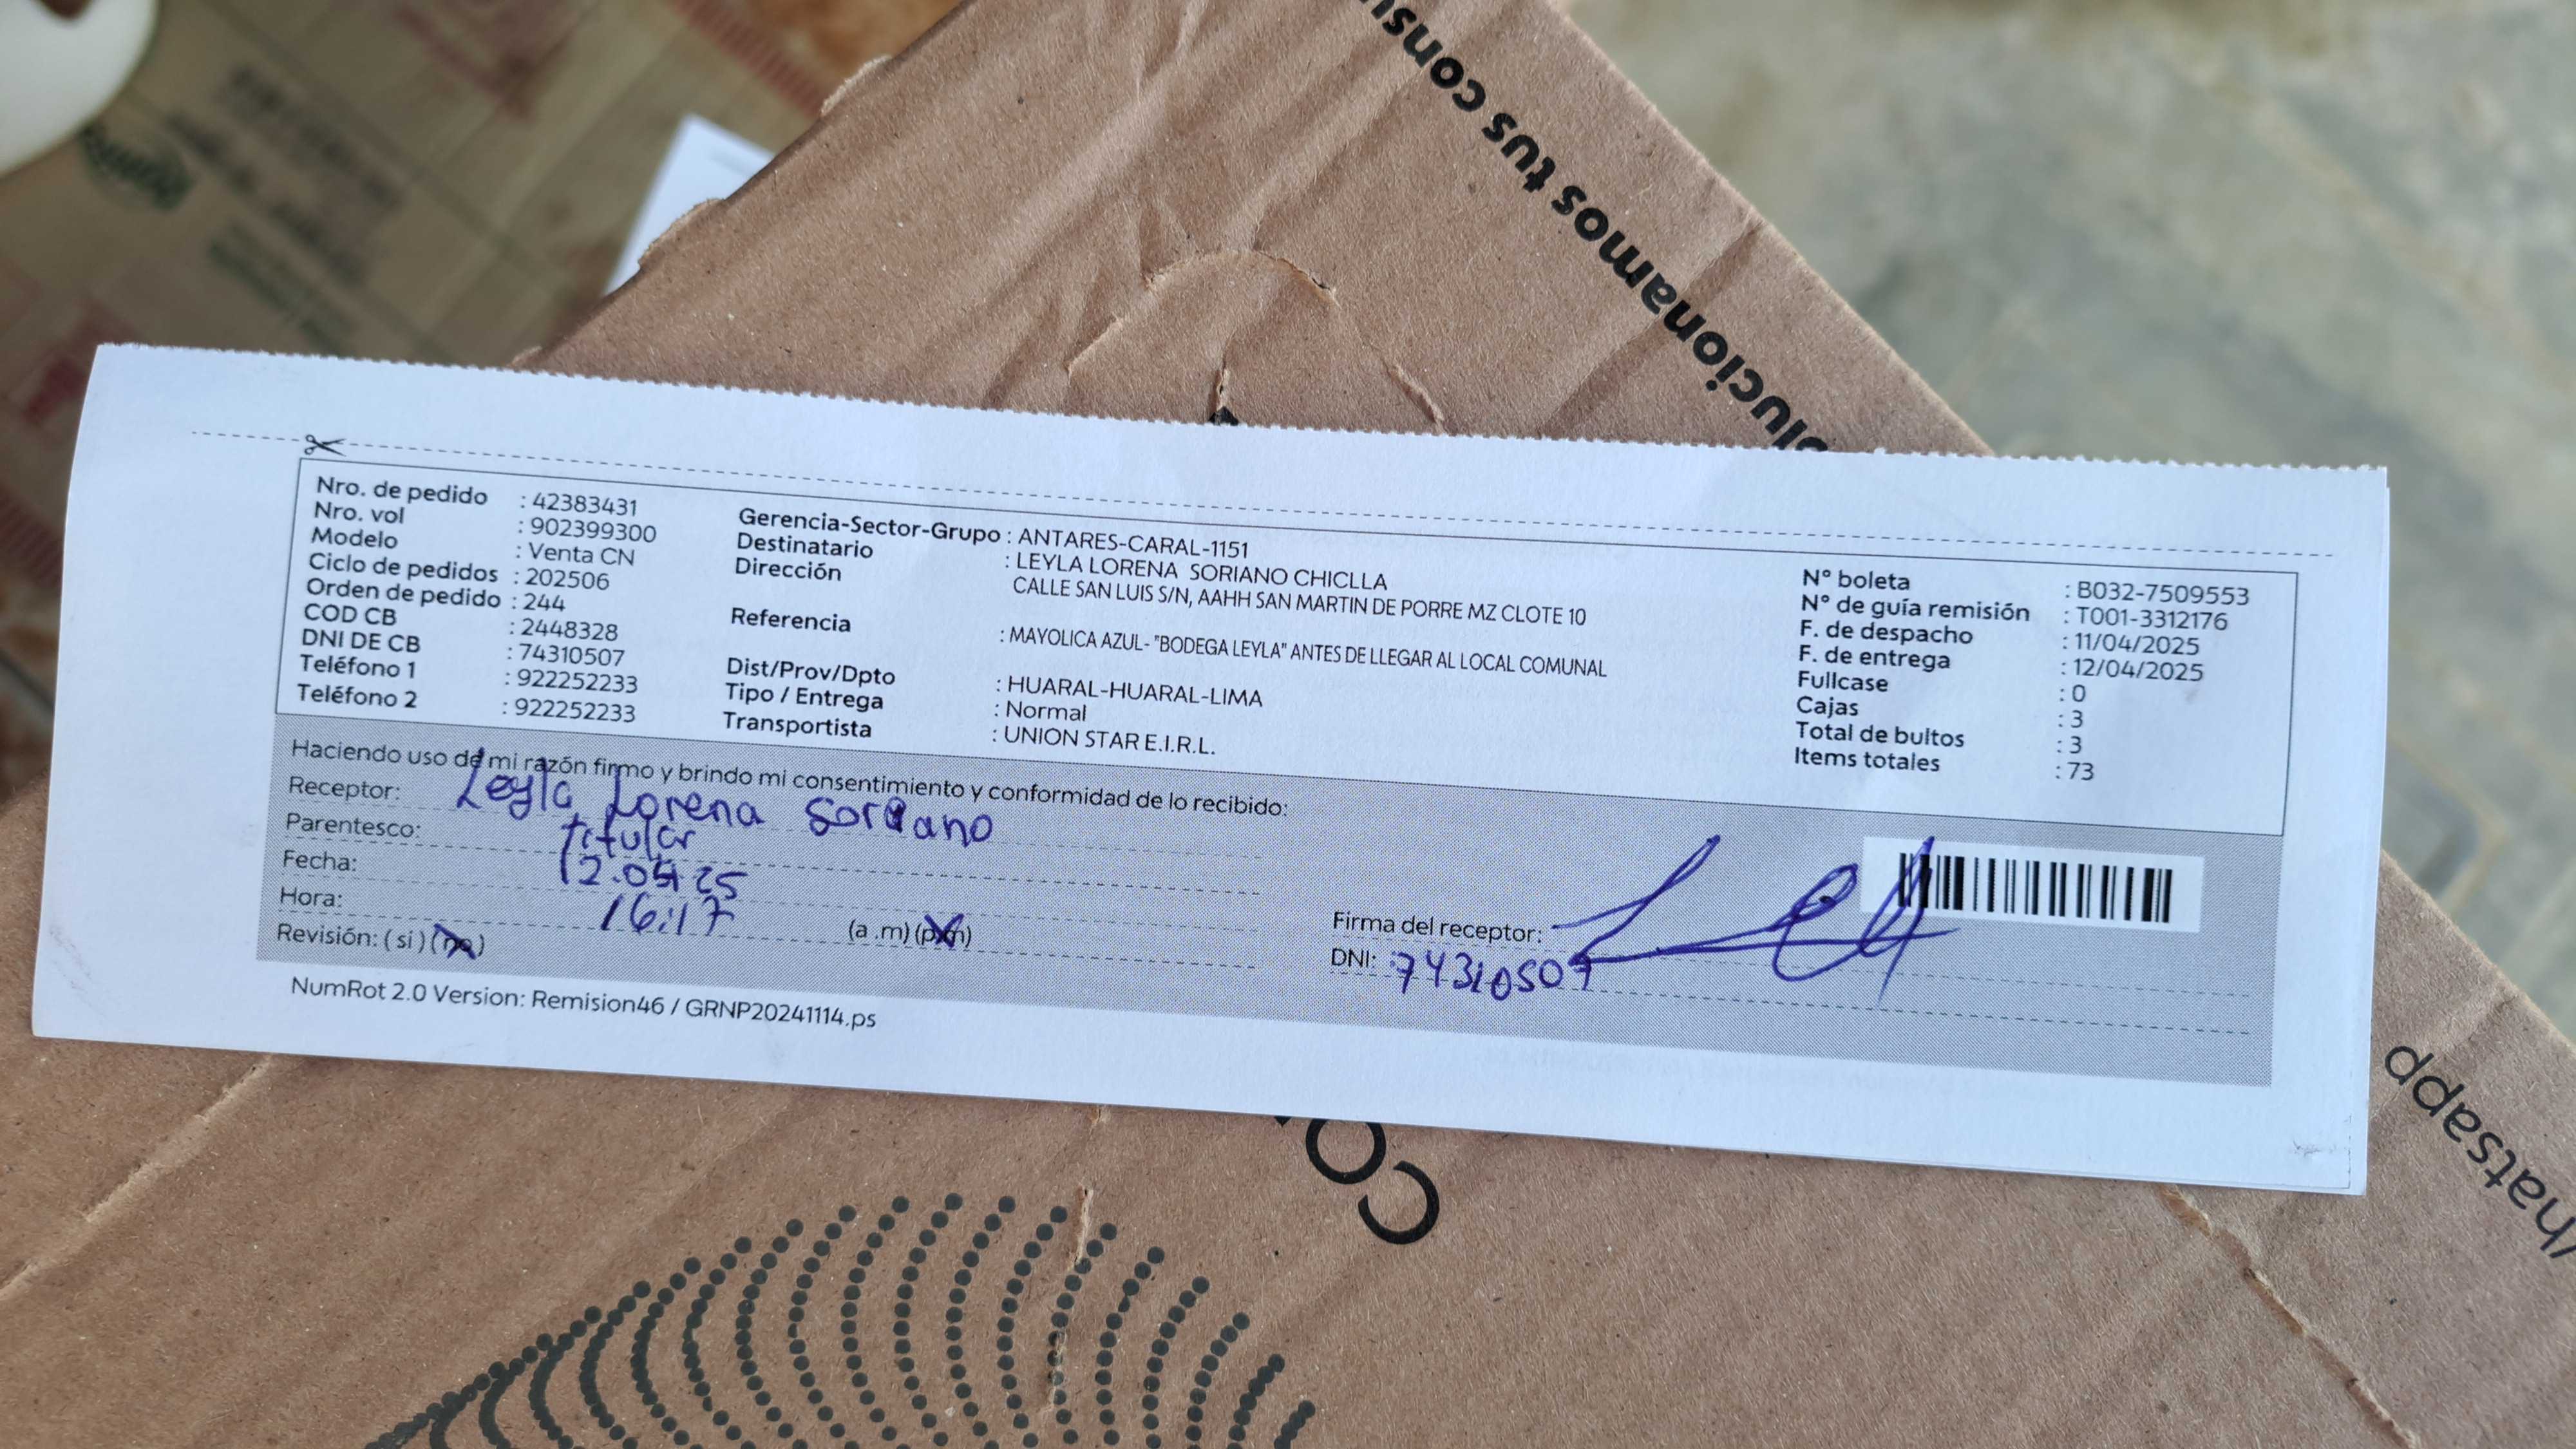 solucionamos tus consu
Nro. de pedido : 42383431
Nro. vol : 902399300
Modelo : Venta CN
Ciclo de pedidos : 202506
Orden de pedido : 244
COD CB : 2448328
DNI DE CB : 74310507
Teléfono 1 : 922252233
Teléfono 2 : 922252233
Gerencia-Sector-Grupo : ANTARES-CARAL-1151
Destinatario : LEYLA LORENA SORIANO CHICLLA
Dirección CALLE SAN LUIS S/N, AAHH SAN MARTIN DE PORRE MZ CLOTE 10
Referencia : MAYOLICA AZUL- "BODEGA LEYLA" ANTES DE LLEGAR AL LOCAL COMUNAL
Dist/Prov/Dpto : HUARAL-HUARAL-LIMA
Tipo / Entrega : Normal
Transportista : UNION STAR E.I.R.L.
N° boleta : B032-7509553
N° de guía remisión : T001-3312176
F. de despacho : 11/04/2025
F. de entrega : 12/04/2025
Fullcase : 0
Cajas : 3
Total de bultos : 3
Items totales : 73
Haciendo uso de mi razón firmo y brindo mi consentimiento y conformidad de lo recibido:
Receptor: Leyla Lorena Soriano
Parentesco: titular
Fecha: 12.04 25
Hora: 16:17 (a .m) (p.m)
Revisión: ( si ) ( no )
Firma del receptor:
DNI: 74310507
NumRot 2.0 Version: Remision46 / GRNP20241114.ps
co
hatsapp